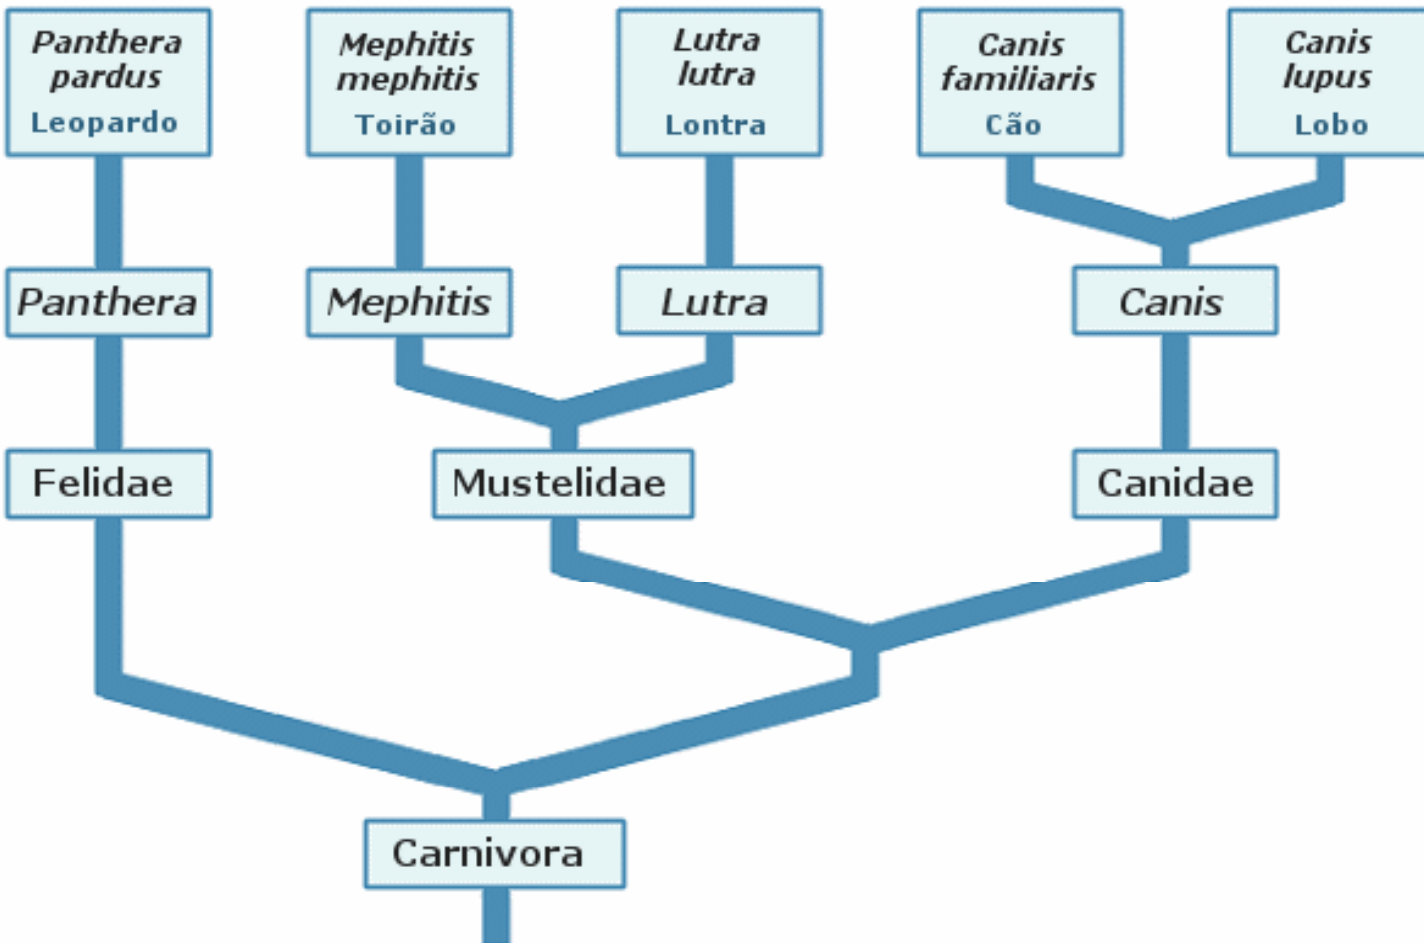 Panthera
pardus
Leopardo
Mephitis
mephitis
Toirão
Lutra
lutra
Lontra
Canis
familiaris
Cão
Canis
lupus
Lobo
Panthera
Mephitis
Lutra
Canis
Felidae
Mustelidae
Canidae
Carnivora